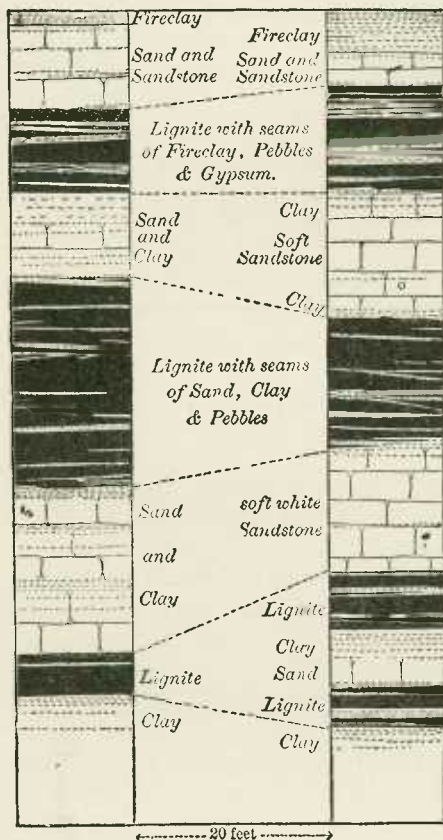 Fireclay
Sand and
Sandstone
Fireclay
Sand and
Sandstone
Lignite with seams
of Fireclay, Pebbles
& Gypsum.
Sand
and
Clay
Clay
Soft
Sandstone
Clay
Lignite with seams
of Sand, Clay
& Pebbles
Sand
and
Clay
soft white
Sandstone
Lignite
Clay
Sand
Lignite
Clay
Lignite
Clay
20 feet